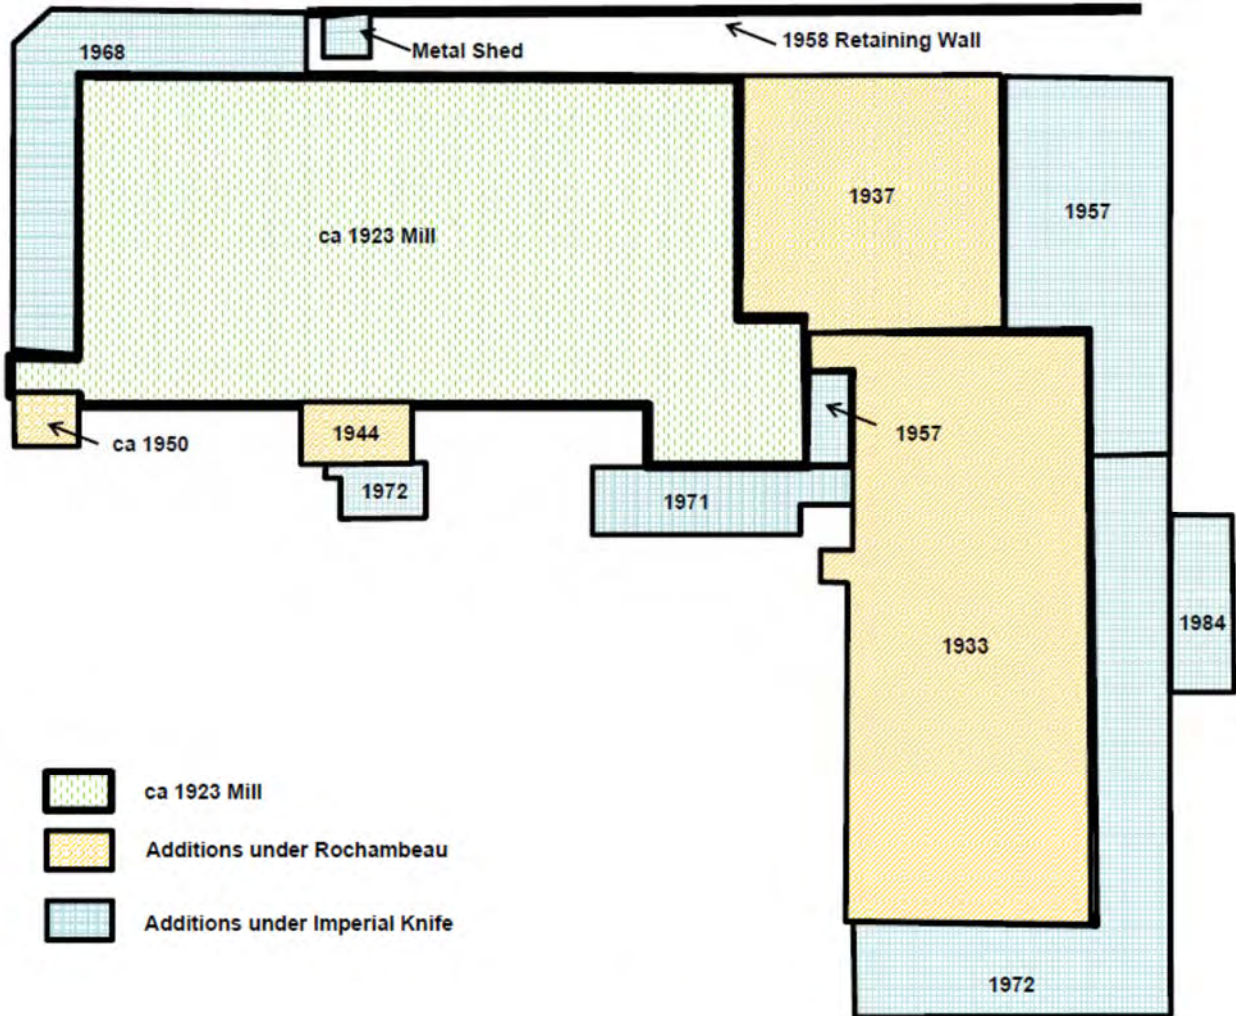 1968
Metal Shed
1958 Retaining Wall
1937
1957
ca 1923 Mill
ca 1950
1944
1957
1972
1971
1984
1933
ca 1923 Mill
Additions under Rochambeau
Additions under Imperial Knife
1972